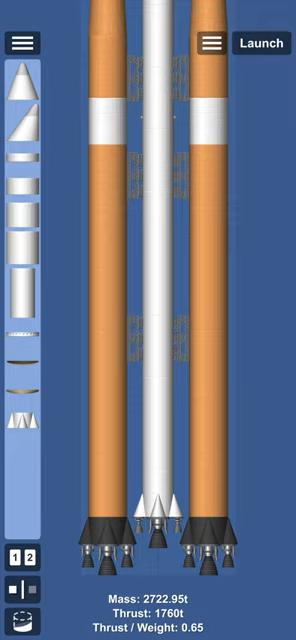 Launch
1 2
Mass: 2722.95t
Thrust: 1760t
Thrust / Weight: 0.65